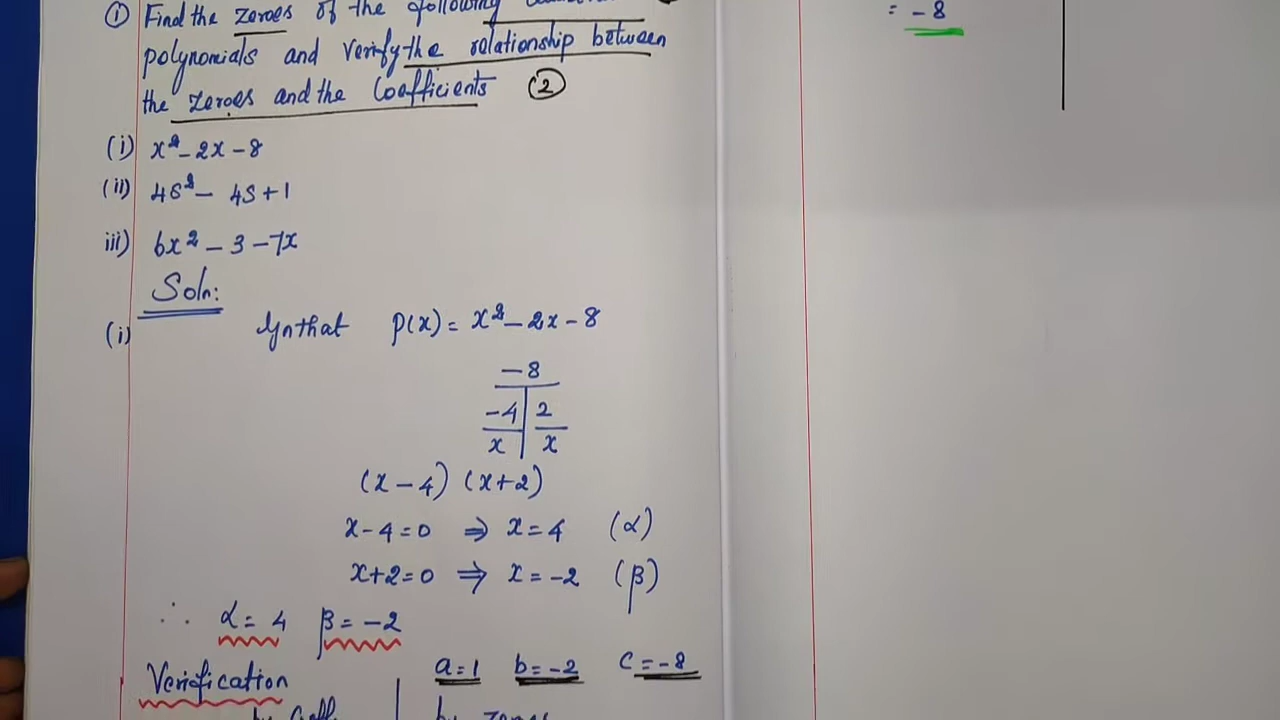 ① Find the zeroes of the following
polynomials and verify the relationship between
the zeroes and the Coefficients ②
(i) x² - 2x - 8
(ii) 4s² - 4s + 1
iii) 6x² - 3 - 7x
Soln:
(i) Gn that p(x) = x² - 2x - 8
-8
-4 | 2
x | x
(x - 4) (x + 2)
x - 4 = 0 ⇒ x = 4 (α)
x + 2 = 0 ⇒ x = -2 (β)
∴ α = 4 β = -2
Verification a = 1 b = -2 c = -8
= -8